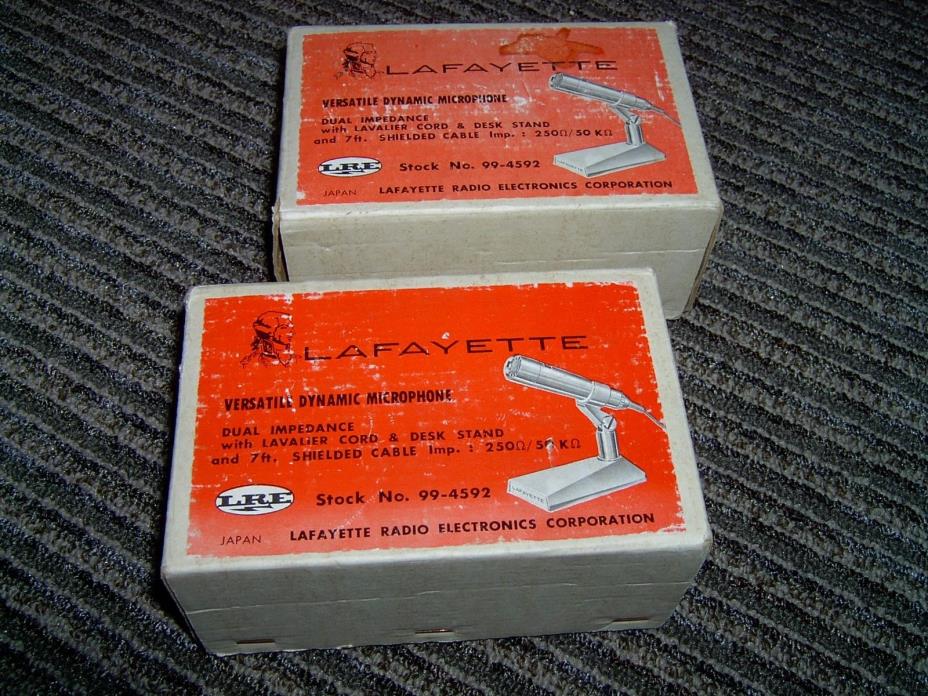 LAFAYETTE
VERSATILE DYNAMIC MICROPHONE
DUAL IMPEDANCE
with LAVALIER CORD & DESK STAND
and 7ft. SHIELDED CABLE Imp. : 250Ω/50 KΩ
LRE Stock No. 99-4592
JAPAN LAFAYETTE RADIO ELECTRONICS CORPORATION
LAFAYETTE
LAFAYETTE
VERSATILE DYNAMIC MICROPHONE
DUAL IMPEDANCE
with LAVALIER CORD & DESK STAND
and 7ft. SHIELDED CABLE Imp. : 250Ω/50 KΩ
LAFAYETTE
LRE Stock No. 99-4592
JAPAN LAFAYETTE RADIO ELECTRONICS CORPORATION